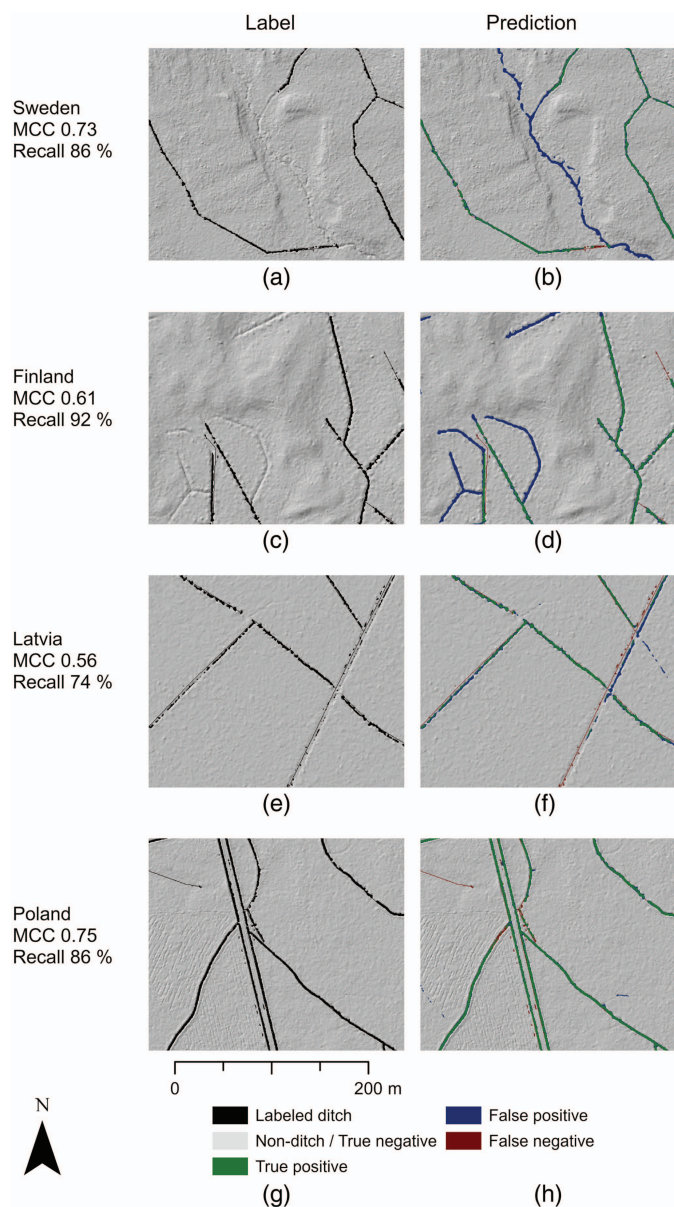 Label
Prediction
Sweden
MCC 0.73
Recall 86 %
(a)
(b)
Finland
MCC 0.61
Recall 92 %
(c)
(d)
Latvia
MCC 0.56
Recall 74 %
(e)
(f)
Poland
MCC 0.75
Recall 86 %
0
200 m
N
Labeled ditch
False positive
Non-ditch / True negative
False negative
True positive
(g)
(h)